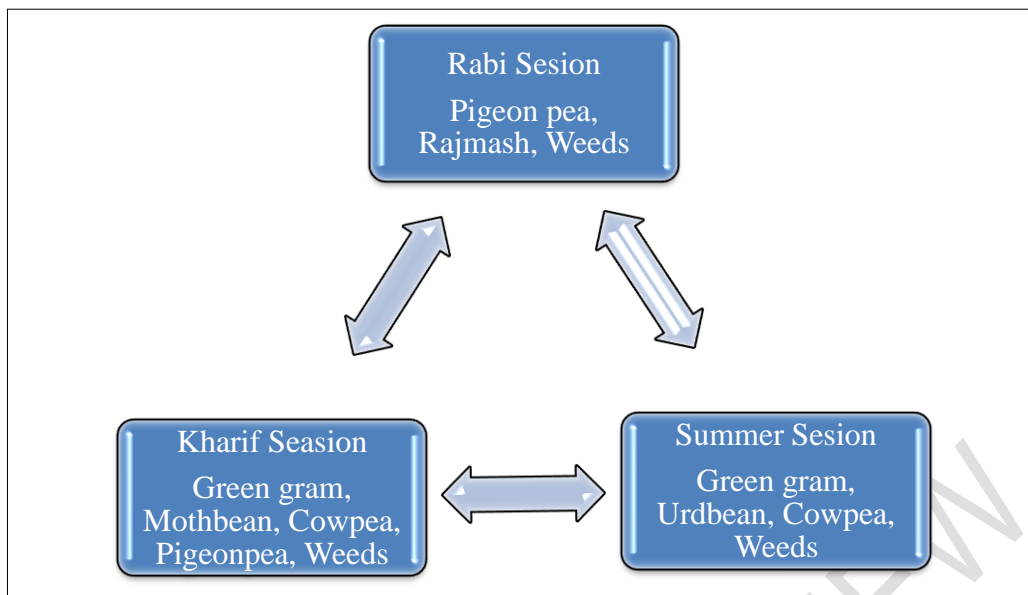 Rabi Sesion
Pigeon pea,
Rajmash, Weeds
Kharif Seasion
Green gram,
Mothbean, Cowpea,
Pigeonpea, Weeds
Summer Sesion
Green gram,
Urdbean, Cowpea,
Weeds